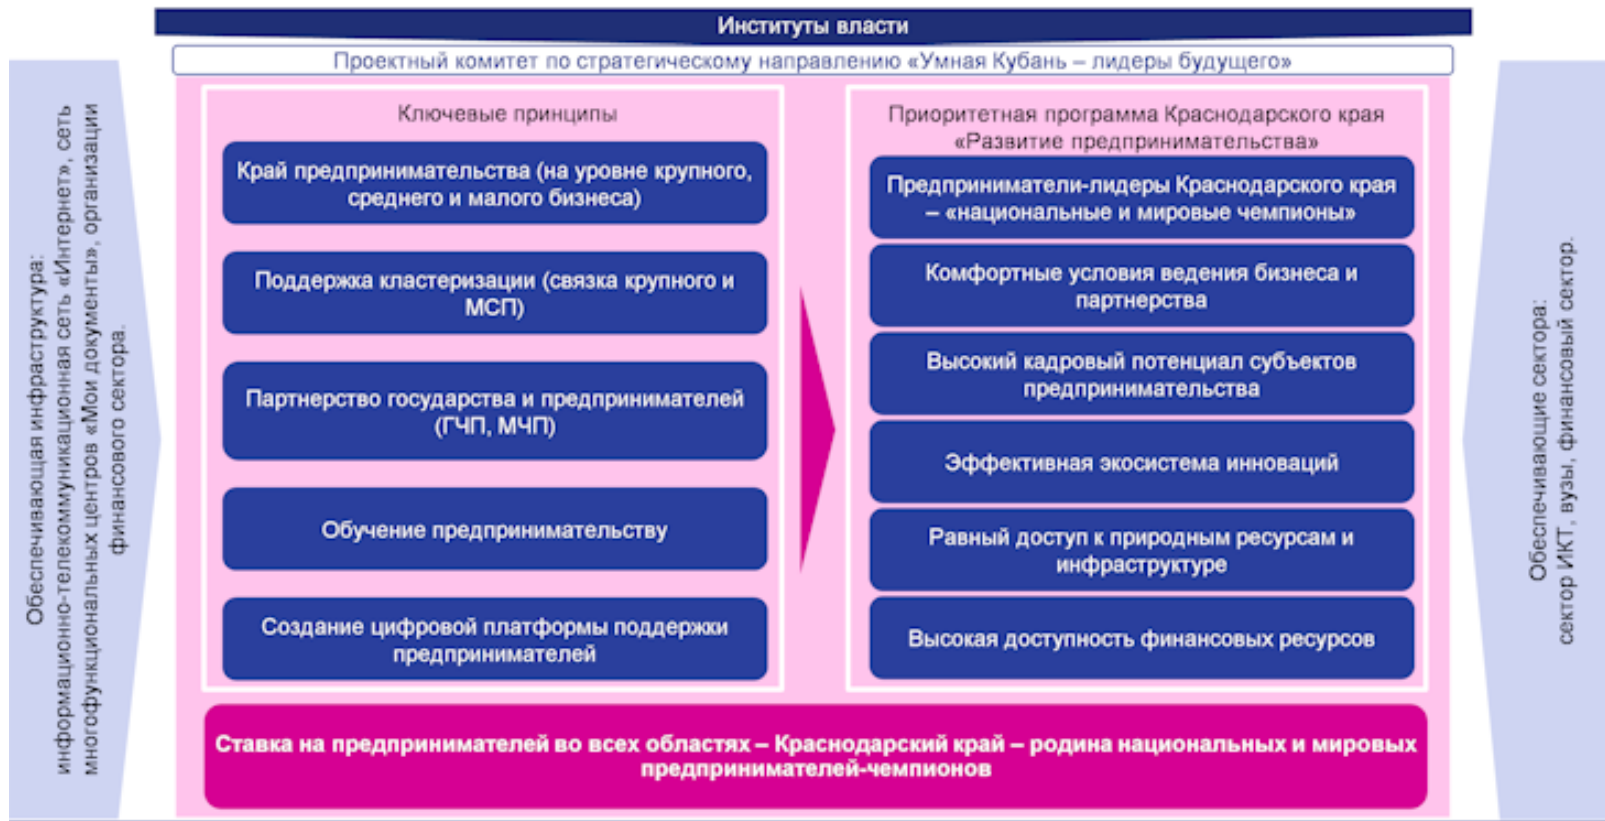 Институты власти
Проектный комитет по стратегическому направлению «Умная Кубань – лидеры будущего»
Обеспечивающая инфраструктура:
информационно-телекоммуникационная сеть «Интернет», сеть
многофункциональных центров «Мои документы», организации
финансового сектора.
Ключевые принципы
Край предпринимательства (на уровне крупного,
среднего и малого бизнеса)
Поддержка кластеризации (связка крупного и
МСП)
Партнерство государства и предпринимателей
(ГЧП, МЧП)
Обучение предпринимательству
Создание цифровой платформы поддержки
предпринимателей
Приоритетная программа Краснодарского края
«Развитие предпринимательства»
Предприниматели-лидеры Краснодарского края
– «национальные и мировые чемпионы»
Комфортные условия ведения бизнеса и
партнерства
Высокий кадровый потенциал субъектов
предпринимательства
Эффективная экосистема инноваций
Равный доступ к природным ресурсам и
инфраструктуре
Высокая доступность финансовых ресурсов
Ставка на предпринимателей во всех областях – Краснодарский край – родина национальных и мировых
предпринимателей-чемпионов
Обеспечивающие сектора:
сектор ИКТ, вузы, финансовый сектор.